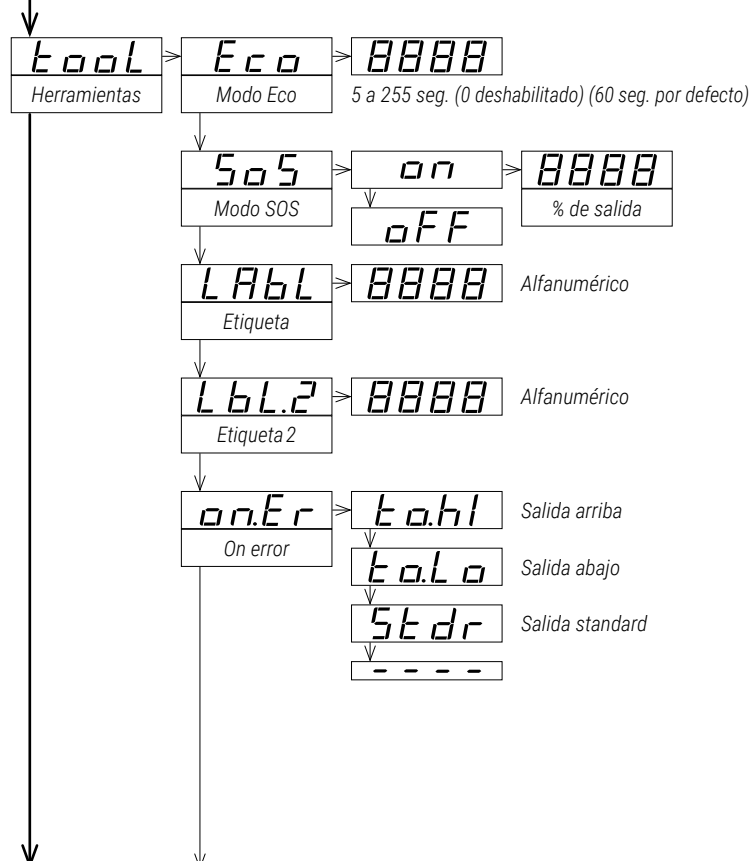 tooL Eco 8888
Herramientas Modo Eco 5 a 255 seg. (0 deshabilitado) (60 seg. por defecto)
SoS on 8888
Modo SOS % de salida
oFF
LAbL 8888 Alfanumérico
Etiqueta
LbL.2 8888 Alfanumérico
Etiqueta 2
on.Er to.hI Salida arriba
On error
to.Lo Salida abajo
Stdr Salida standard
- - - -